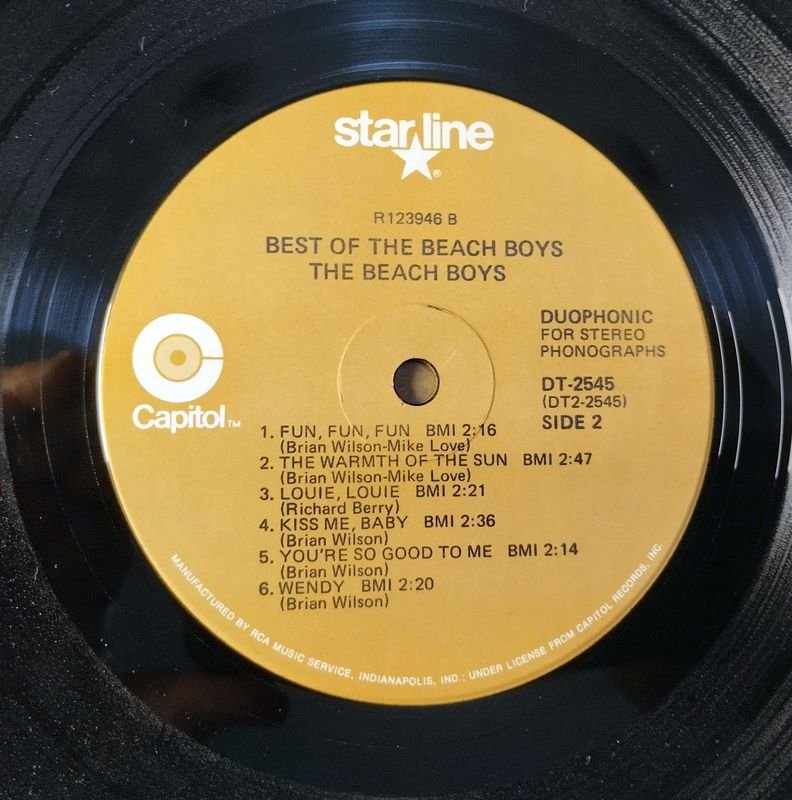 starline
®
R123946 B
BEST OF THE BEACH BOYS
THE BEACH BOYS
DUOPHONIC
FOR STEREO
PHONOGRAPHS
DT-2545
(DT2-2545)
SIDE 2
Capitol™
1. FUN, FUN, FUN BMI 2:16
(Brian Wilson-Mike Love)
2. THE WARMTH OF THE SUN BMI 2:47
(Brian Wilson-Mike Love)
3. LOUIE, LOUIE BMI 2:21
(Richard Berry)
4. KISS ME, BABY BMI 2:36
(Brian Wilson)
5. YOU'RE SO GOOD TO ME BMI 2:14
(Brian Wilson)
6. WENDY BMI 2:20
(Brian Wilson)
MANUFACTURED BY RCA MUSIC SERVICE, INDIANAPOLIS, IND.; UNDER LICENSE FROM CAPITOL RECORDS, INC.